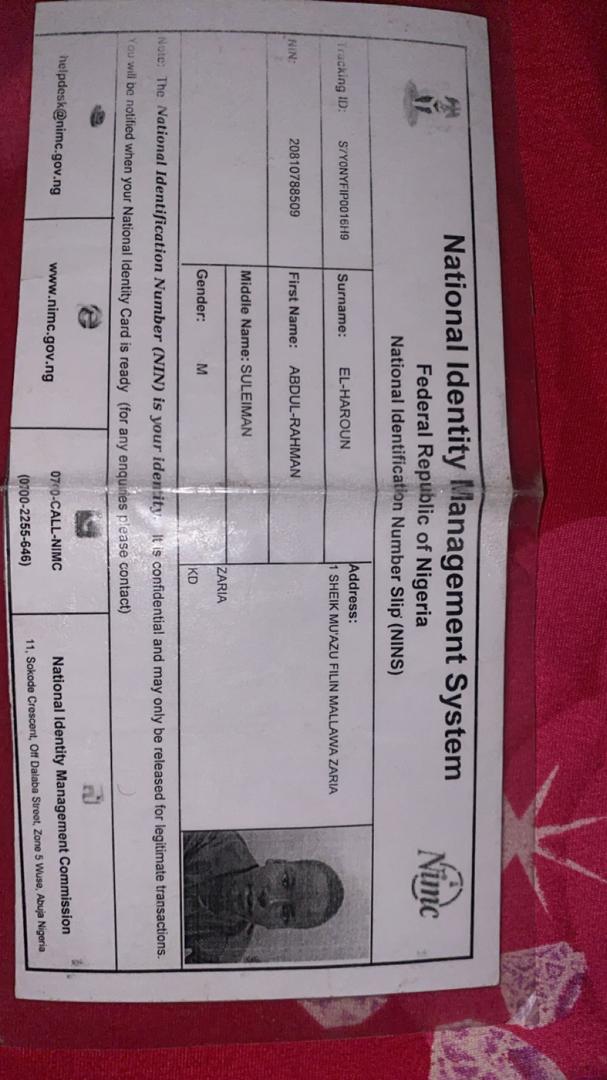 National Identity Management System
Federal Republic of Nigeria
National Identification Number Slip (NINS)
Nimc
Tracking ID: S7Y0NYFIP0016H9
Surname: EL-HAROUN
Address:
1 SHEIK MU'AZU FILIN MALLAWA ZARIA
NIN: 20810788509
First Name: ABDUL-RAHMAN
Middle Name: SULEIMAN
ZARIA
Gender: M
KD
Note: The National Identification Number (NIN) is your identity. It is confidential and may only be released for legitimate transactions.
You will be notified when your National Identity Card is ready (for any enquiries please contact)
helpdesk@nimc.gov.ng
www.nimc.gov.ng
0700-CALL-NIMC
(0700-2255-646)
National Identity Management Commission
11, Sokode Crescent, Off Dalaba Street, Zone 5 Wuse, Abuja Nigeria